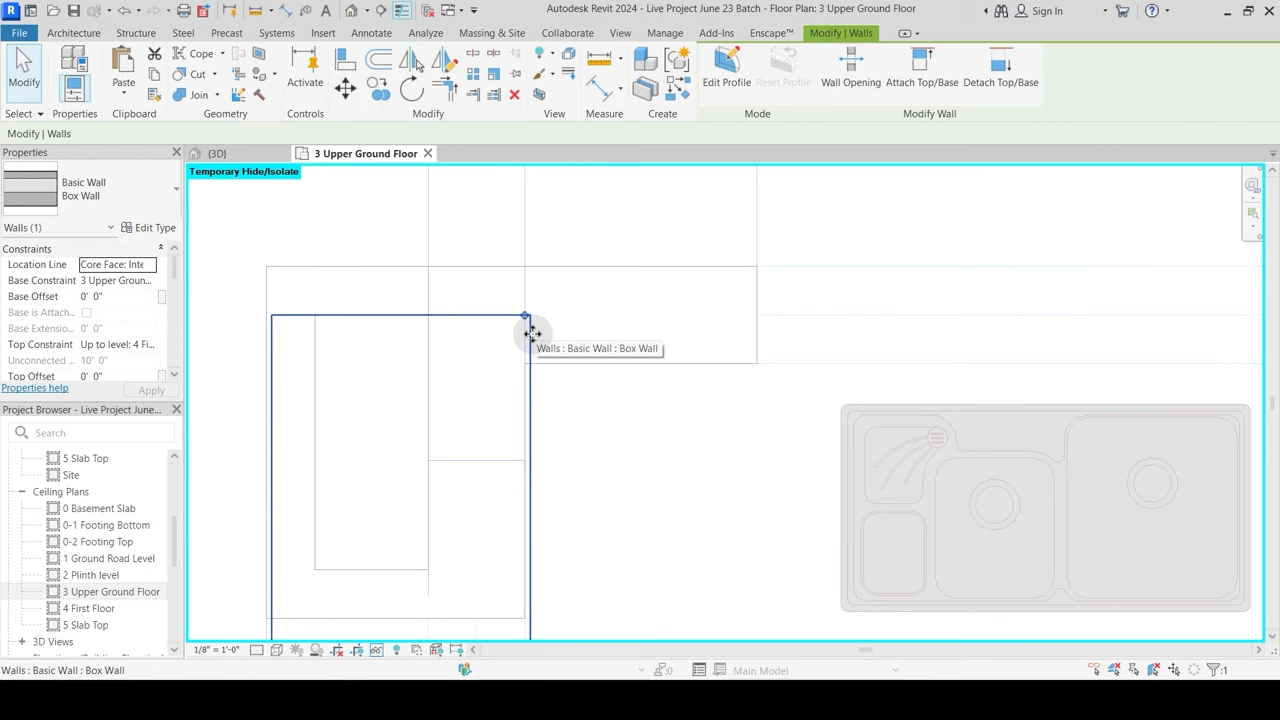 Autodesk Revit 2024 - Live Project June 23 Batch - Floor Plan: 3 Upper Ground Floor
Sign In
File Architecture Structure Steel Precast Systems Insert Annotate Analyze Massing & Site Collaborate View Manage Add-Ins Enscape™ Modify | Walls
Modify
Paste
Cope
Cut
Join
Activate
Edit Profile
Reset Profile
Wall Opening
Attach Top/Base
Detach Top/Base
Select Properties Clipboard Geometry Controls Modify View Measure Create Mode Modify Wall
Modify | Walls
Properties
{3D}
3 Upper Ground Floor
Temporary Hide/Isolate
Basic Wall
Box Wall
Walls (1)
Edit Type
Constraints
Location Line Core Face: Inte
Base Constraint 3 Upper Groun...
Base Offset 0' 0"
Base is Attach...
Base Extensio... 0' 0"
Top Constraint Up to level: 4 Fi...
Unconnected ... 10' 0"
Top Offset 0' 0"
Properties help
Apply
Walls : Basic Wall : Box Wall
Project Browser - Live Project June...
Search
5 Slab Top
Site
Ceiling Plans
0 Basement Slab
0-1 Footing Bottom
0-2 Footing Top
1 Ground Road Level
2 Plinth level
3 Upper Ground Floor
4 First Floor
5 Slab Top
3D Views
1/8" = 1'-0"
Walls : Basic Wall : Box Wall
:0
Main Model
:1